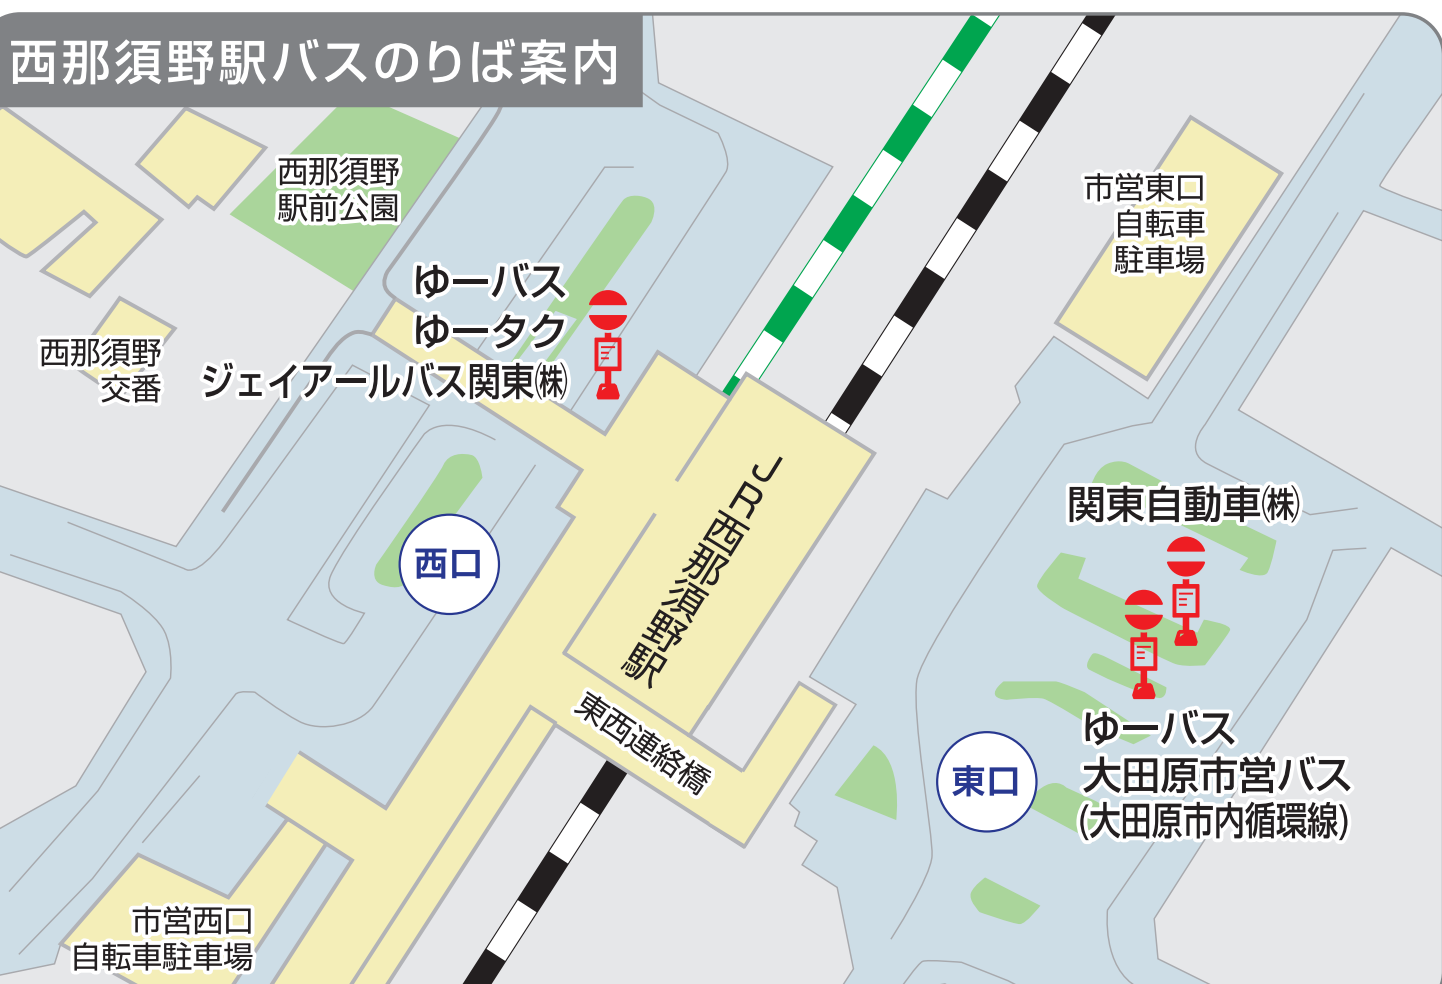 西那須野駅バスのりば案内
西那須野
駅前公園
市営東口
自転車
駐車場
ゆーバス
ゆータク
ジェイアールバス関東㈱
西那須野
交番
JR西那須野駅
関東自動車㈱
西口
東西連絡橋
ゆーバス
大田原市営バス
(大田原市内循環線)
東口
市営西口
自転車駐車場